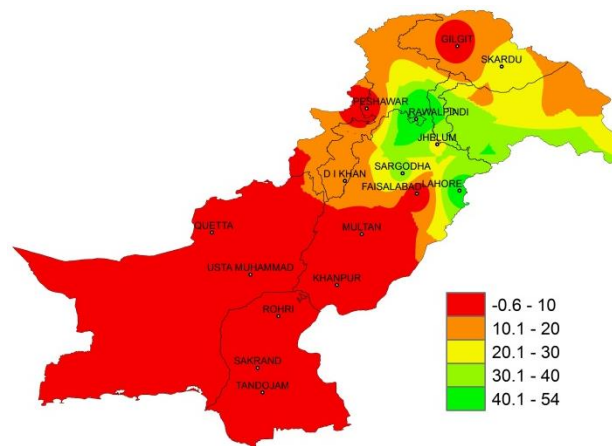 GILGIT
SKARDU
PESHAWAR
RAWALPINDI
JHELUM
SARGODHA
D I KHAN
FAISALABAD
LAHORE
QUETTA
MULTAN
USTA MUHAMMAD
KHANPUR
ROHRI
SAKRAND
TANDOJAM
-0.6 - 10
10.1 - 20
20.1 - 30
30.1 - 40
40.1 - 54